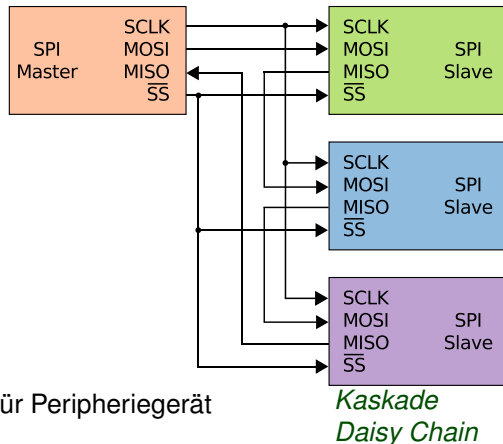 SPI
Master
SCLK
MOSI
MISO
SS
SCLK
MOSI
MISO
SS
SPI
Slave
SCLK
MOSI
MISO
SS
SPI
Slave
SCLK
MOSI
MISO
SS
SPI
Slave
ür Peripheriegerät
Kaskade
Daisy Chain